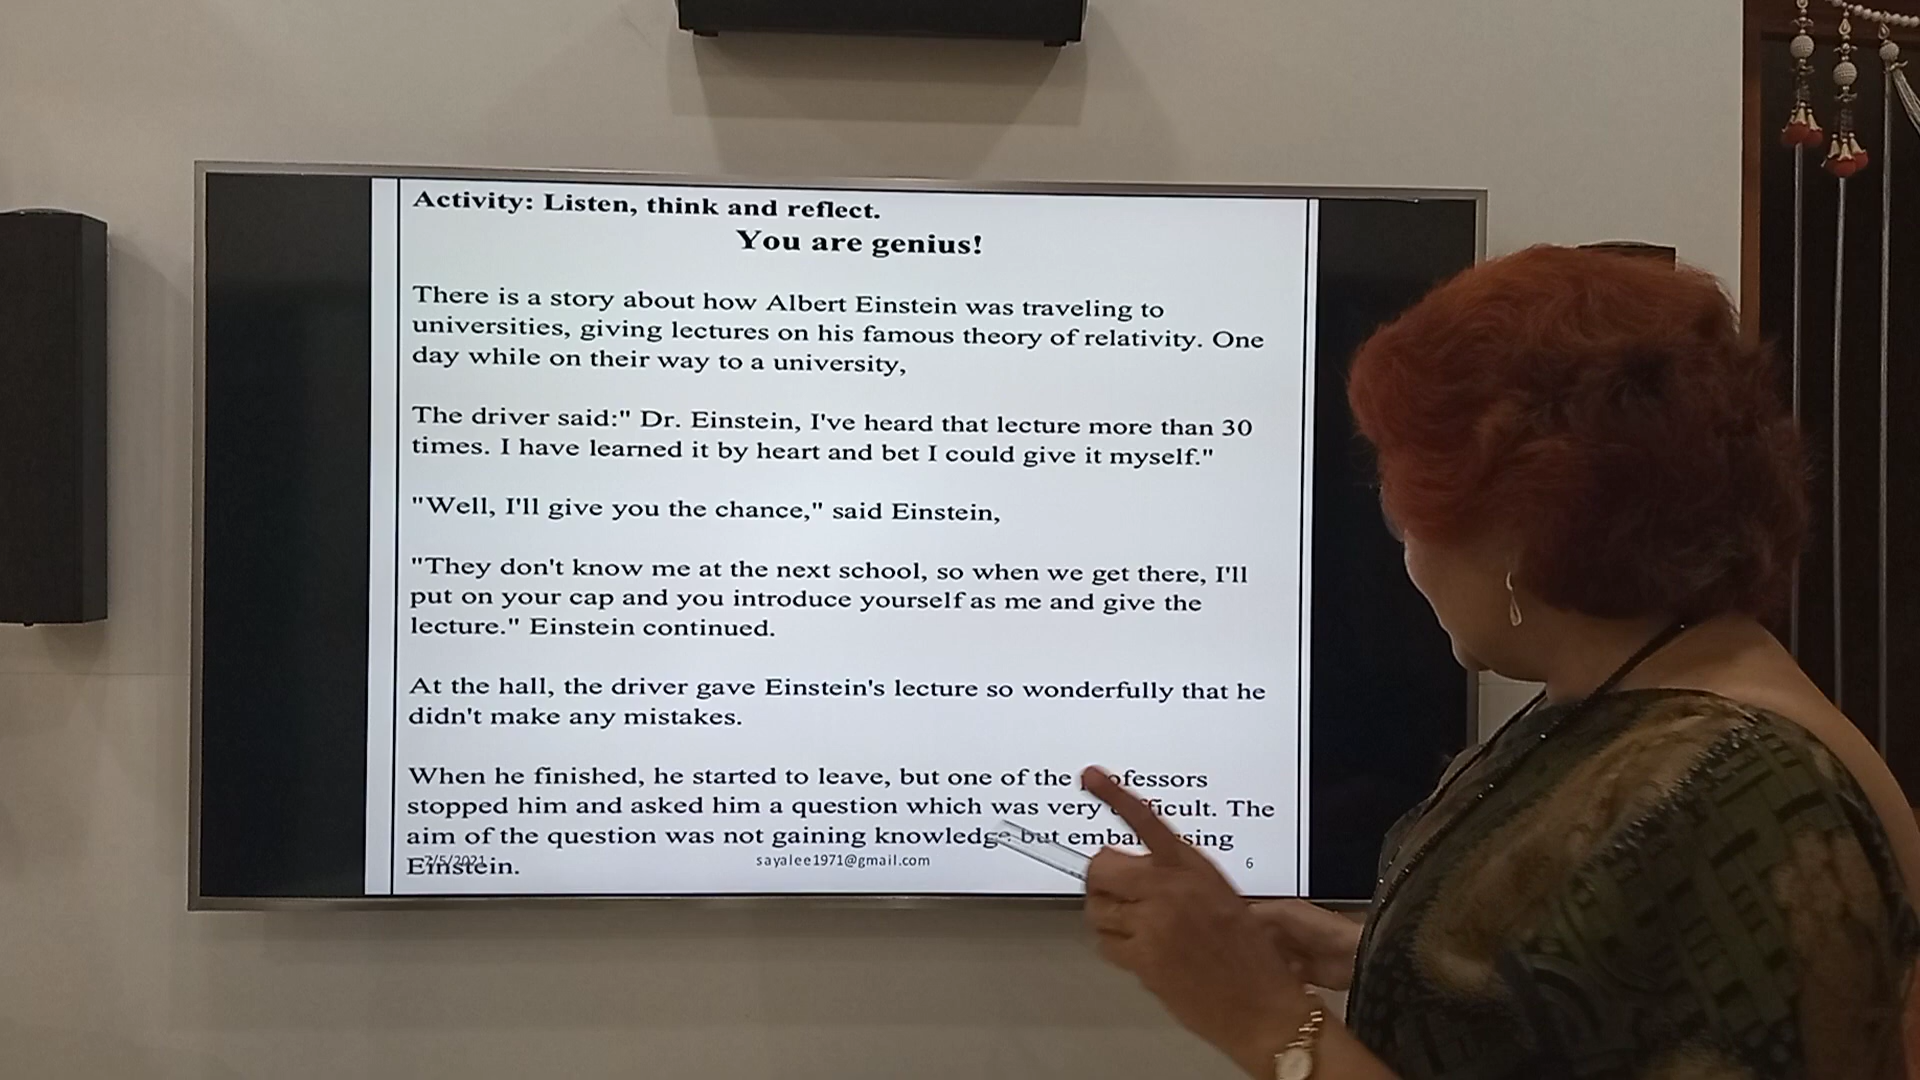 Activity: Listen, think and reflect.
You are genius!
There is a story about how Albert Einstein was traveling to
universities, giving lectures on his famous theory of relativity. One
day while on their way to a university,
The driver said:" Dr. Einstein, I've heard that lecture more than 30
times. I have learned it by heart and bet I could give it myself."
"Well, I'll give you the chance," said Einstein,
"They don't know me at the next school, so when we get there, I'll
put on your cap and you introduce yourself as me and give the
lecture." Einstein continued.
At the hall, the driver gave Einstein's lecture so wonderfully that he
didn't make any mistakes.
When he finished, he started to leave, but one of the professors
stopped him and asked him a question which was very difficult. The
aim of the question was not gaining knowledge but
Einstein.
sayalee1971@gmail.com
6